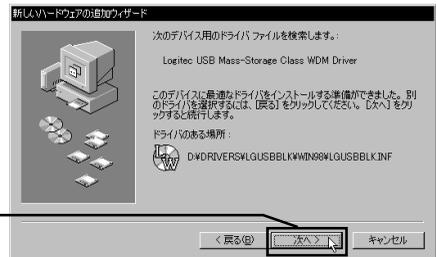 新しいハードウェアの追加ウィザード
次のデバイス用のドライバ ファイルを検索します。:
Logitec USB Mass-Storage Class WDM Driver
このデバイスに最適なドライバをインストールする準備ができました。別
のドライバを選択するには、[戻る] をクリックしてください。[次へ] をクリ
ックすると続行します。
ドライバのある場所 :
D:¥DRIVERS¥LGUSBBLK¥WIN98¥LGUSBBLK.INF
< 戻る(B)
次へ >
キャンセル